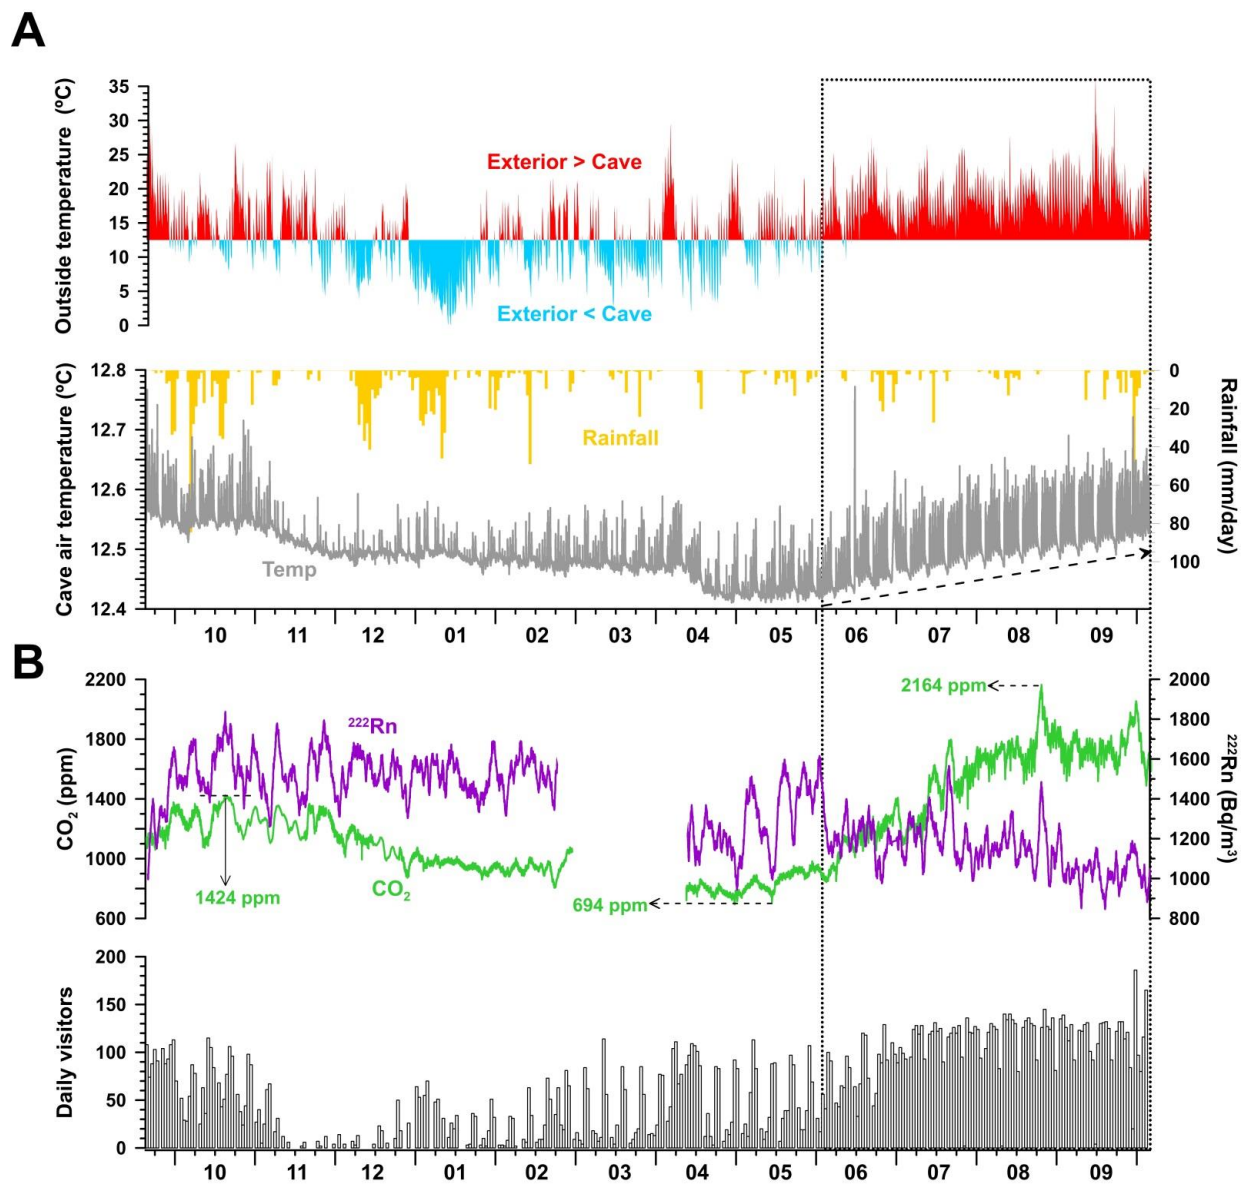 A
Outside temperature (ºC)
35
30
25
20
15
10
5
0
Exterior > Cave
Exterior < Cave
Cave air temperature (ºC)
12.8
12.7
12.6
12.5
12.4
Rainfall
Temp
0
20
40
60
80
100
Rainfall (mm/day)
10 11 12 01 02 03 04 05 06 07 08 09
B
CO2 (ppm)
2200
1800
1400
1000
600
222Rn
CO2
1424 ppm
694 ppm
2164 ppm
2000
1800
1600
1400
1200
1000
800
222Rn (Bq/m3)
Daily visitors
200
150
100
50
0
10 11 12 01 02 03 04 05 06 07 08 09